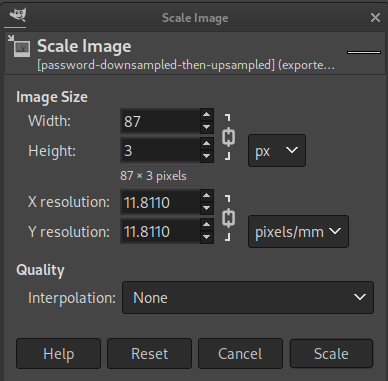 Scale Image
Scale Image
[password-downsampled-then-upsampled] (exporte...
Image Size
Width: 87
Height: 3 px
87 × 3 pixels
X resolution: 11.8110
Y resolution: 11.8110 pixels/mm
Quality
Interpolation: None
Help Reset Cancel Scale